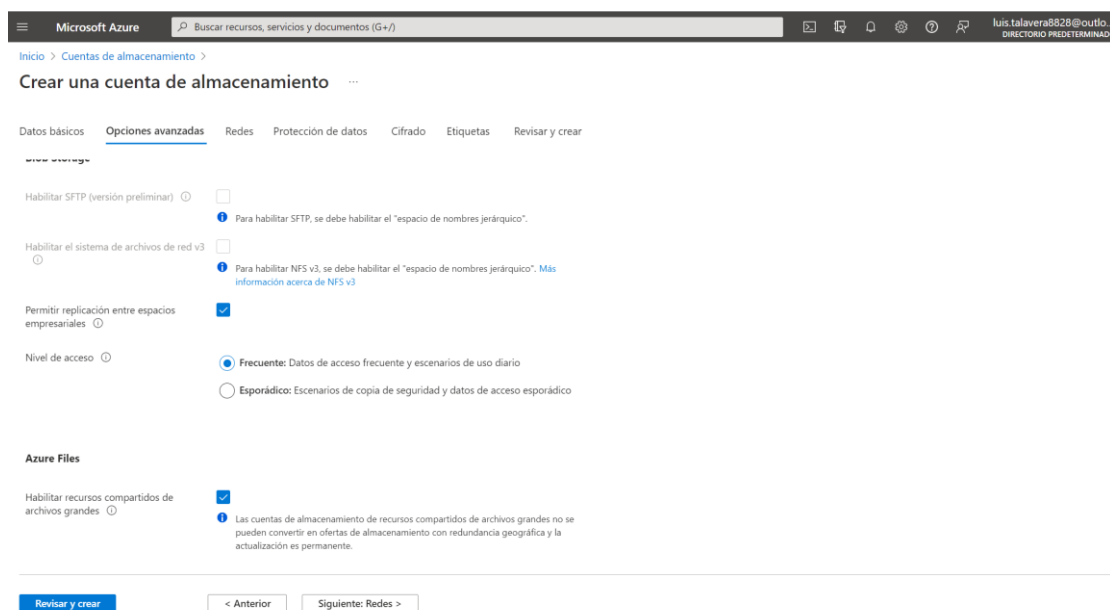 Microsoft Azure
Buscar recursos, servicios y documentos (G+/)
luis.talavera8828@outlo...
DIRECTORIO PREDETERMINADO
Inicio > Cuentas de almacenamiento >
Crear una cuenta de almacenamiento ...
Datos básicos Opciones avanzadas Redes Protección de datos Cifrado Etiquetas Revisar y crear
Blob Storage
Habilitar SFTP (versión preliminar)
Para habilitar SFTP, se debe habilitar el "espacio de nombres jerárquico".
Habilitar el sistema de archivos de red v3
Para habilitar NFS v3, se debe habilitar el "espacio de nombres jerárquico". Más
información acerca de NFS v3
Permitir replicación entre espacios
empresariales
Nivel de acceso
Frecuente: Datos de acceso frecuente y escenarios de uso diario
Esporádico: Escenarios de copia de seguridad y datos de acceso esporádico
Azure Files
Habilitar recursos compartidos de
archivos grandes
Las cuentas de almacenamiento de recursos compartidos de archivos grandes no se
pueden convertir en ofertas de almacenamiento con redundancia geográfica y la
actualización es permanente.
Revisar y crear
< Anterior
Siguiente: Redes >